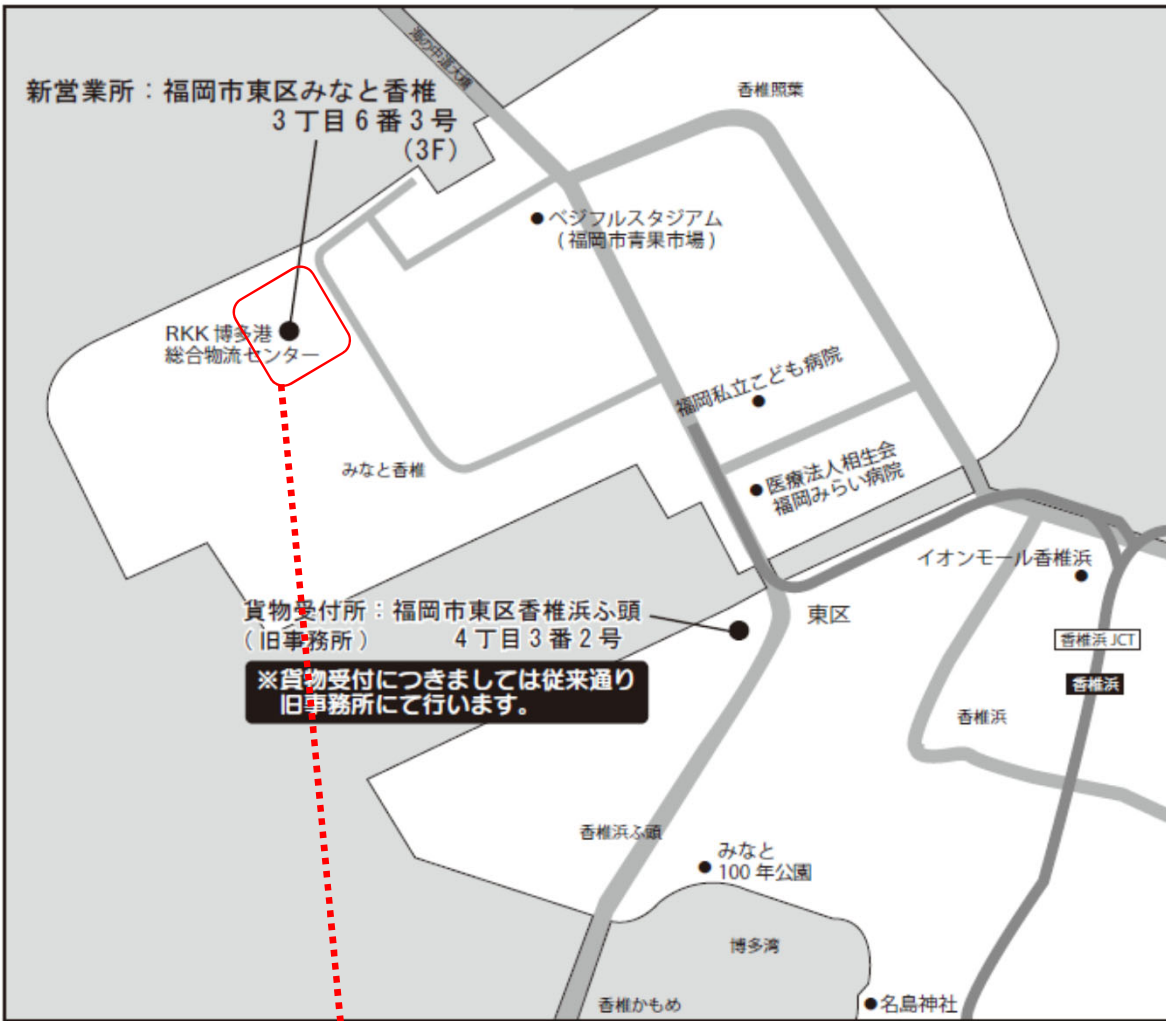 海の中道大橋
新営業所：福岡市東区みなと香椎
3丁目6番3号
(3F)
香椎照葉
ベジフルスタジアム
(福岡市青果市場)
RKK博多港
総合物流センター
福岡私立こども病院
みなと香椎
医療法人相生会
福岡みらい病院
イオンモール香椎浜
貨物受付所：福岡市東区香椎浜ふ頭
(旧事務所) 4丁目3番2号
東区
香椎浜JCT
※貨物受付につきましては従来通り
旧事務所にて行います。
香椎浜
香椎浜
香椎浜ふ頭
みなと
100年公園
博多湾
香椎かもめ
名島神社